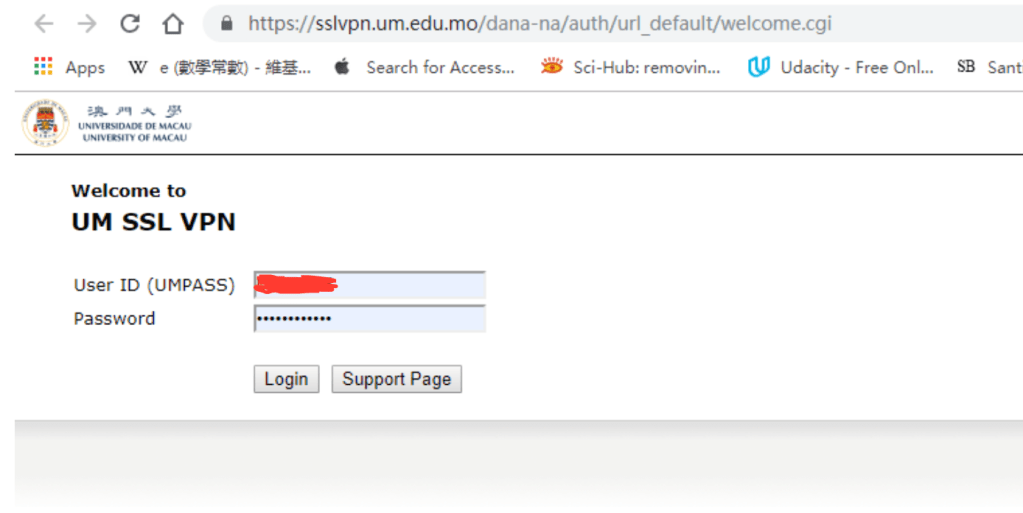 https://sslvpn.um.edu.mo/dana-na/auth/url_default/welcome.cgi
Apps W e (數學常數) - 維基... Search for Access... Sci-Hub: removin... Udacity - Free Onl... SB Santi
澳門大學
UNIVERSIDADE DE MACAU
UNIVERSITY OF MACAU
Welcome to
UM SSL VPN
User ID (UMPASS)
Password ••••••••••••
Login Support Page